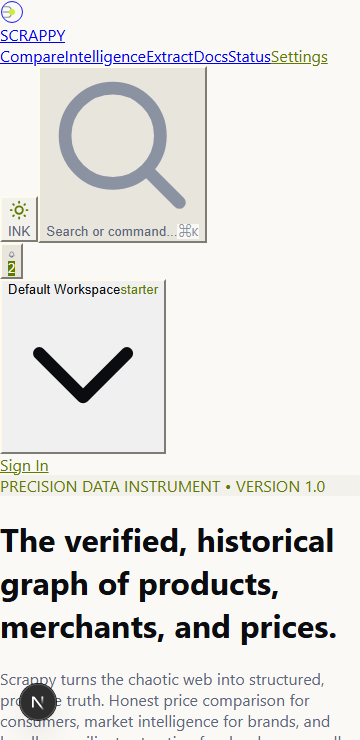 SCRAPPY
CompareIntelligenceExtractDocsStatusSettings
INK
Search or command...⌘K
2
Default Workspacestarter
Sign In
PRECISION DATA INSTRUMENT • VERSION 1.0
The verified, historical
graph of products,
merchants, and prices.
Scrappy turns the chaotic web into structured,
truth. Honest price comparison for
consumers, market intelligence for brands, and
N